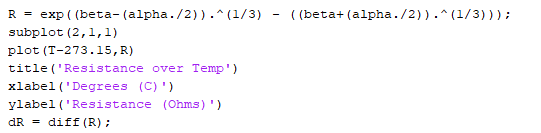 R = exp((beta-(alpha./2)).^(1/3) - ((beta+(alpha./2)).^(1/3)));
subplot(2,1,1)
plot(T-273.15,R)
title('Resistance over Temp')
xlabel('Degrees (C)')
ylabel('Resistance (Ohms)')
dR = diff(R);